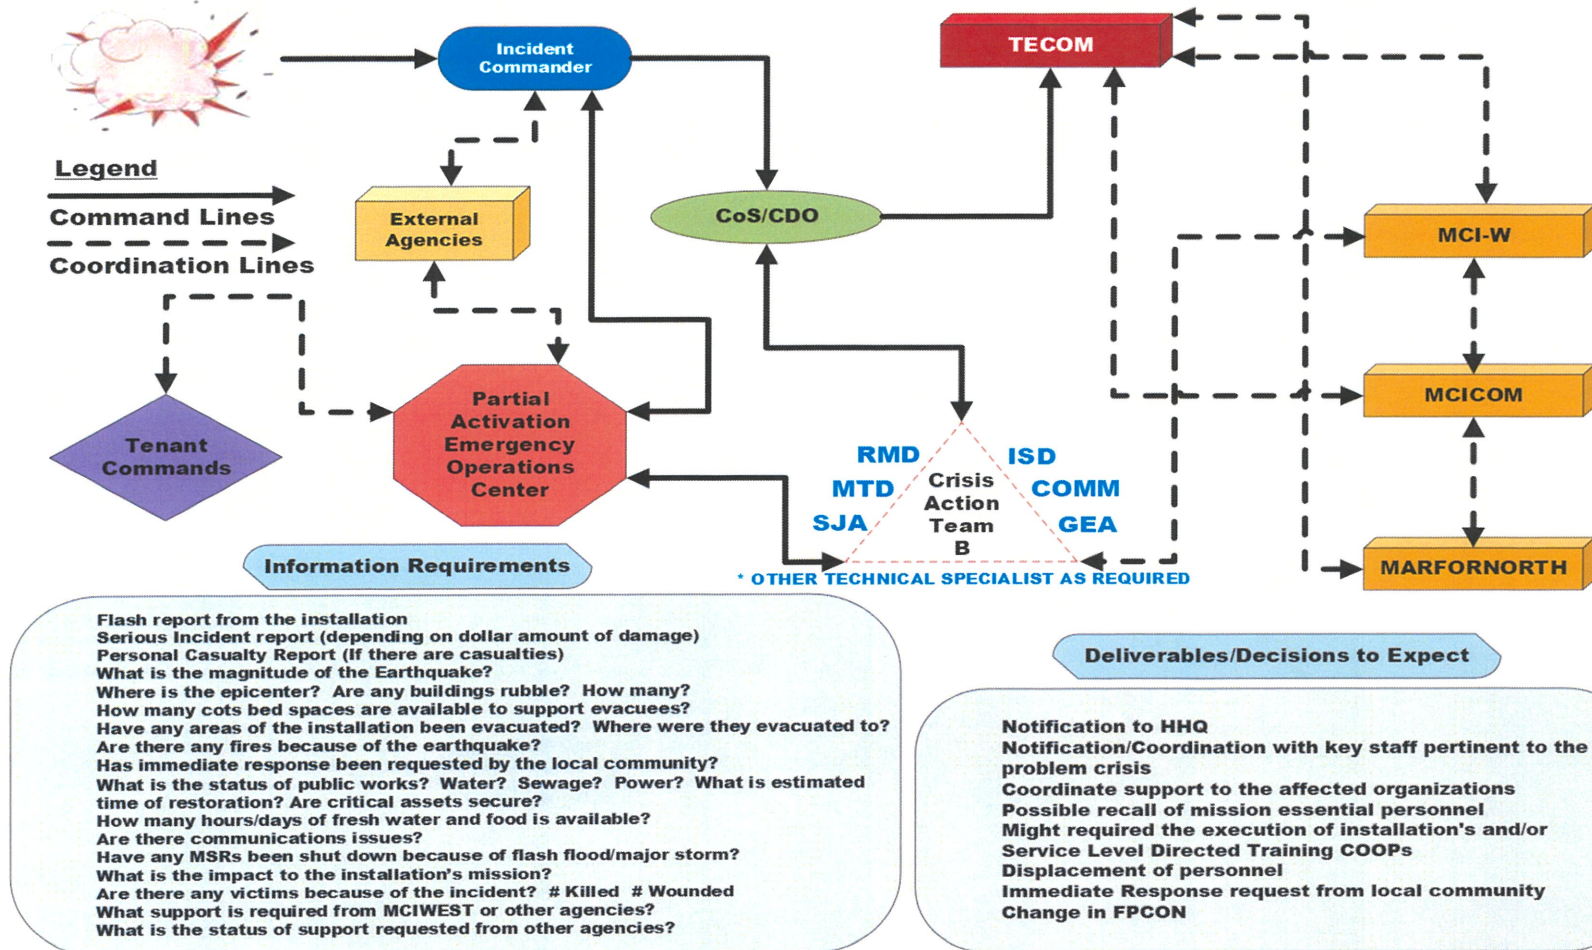 Incident
Commander
TECOM
Legend
Command Lines
Coordination Lines
External
Agencies
CoS/CDO
MCI-W
MCICOM
MARFORNORTH
Tenant
Commands
Partial
Activation
Emergency
Operations
Center
RMD
MTD
SJA
Crisis
Action
Team
B
ISD
COMM
GEA
* OTHER TECHNICAL SPECIALIST AS REQUIRED
Information Requirements
Flash report from the installation
Serious Incident report (depending on dollar amount of damage)
Personal Casualty Report (If there are casualties)
What is the magnitude of the Earthquake?
Where is the epicenter? Are any buildings rubble? How many?
How many cots bed spaces are available to support evacuees?
Have any areas of the installation been evacuated? Where were they evacuated to?
Are there any fires because of the earthquake?
Has immediate response been requested by the local community?
What is the status of public works? Water? Sewage? Power? What is estimated
time of restoration? Are critical assets secure?
How many hours/days of fresh water and food is available?
Are there communications issues?
Have any MSRs been shut down because of flash flood/major storm?
What is the impact to the installation's mission?
Are there any victims because of the incident? # Killed # Wounded
What support is required from MCIWEST or other agencies?
What is the status of support requested from other agencies?
Deliverables/Decisions to Expect
Notification to HHQ
Notification/Coordination with key staff pertinent to the
problem crisis
Coordinate support to the affected organizations
Possible recall of mission essential personnel
Might required the execution of installation's and/or
Service Level Directed Training COOPs
Displacement of personnel
Immediate Response request from local community
Change in FPCON